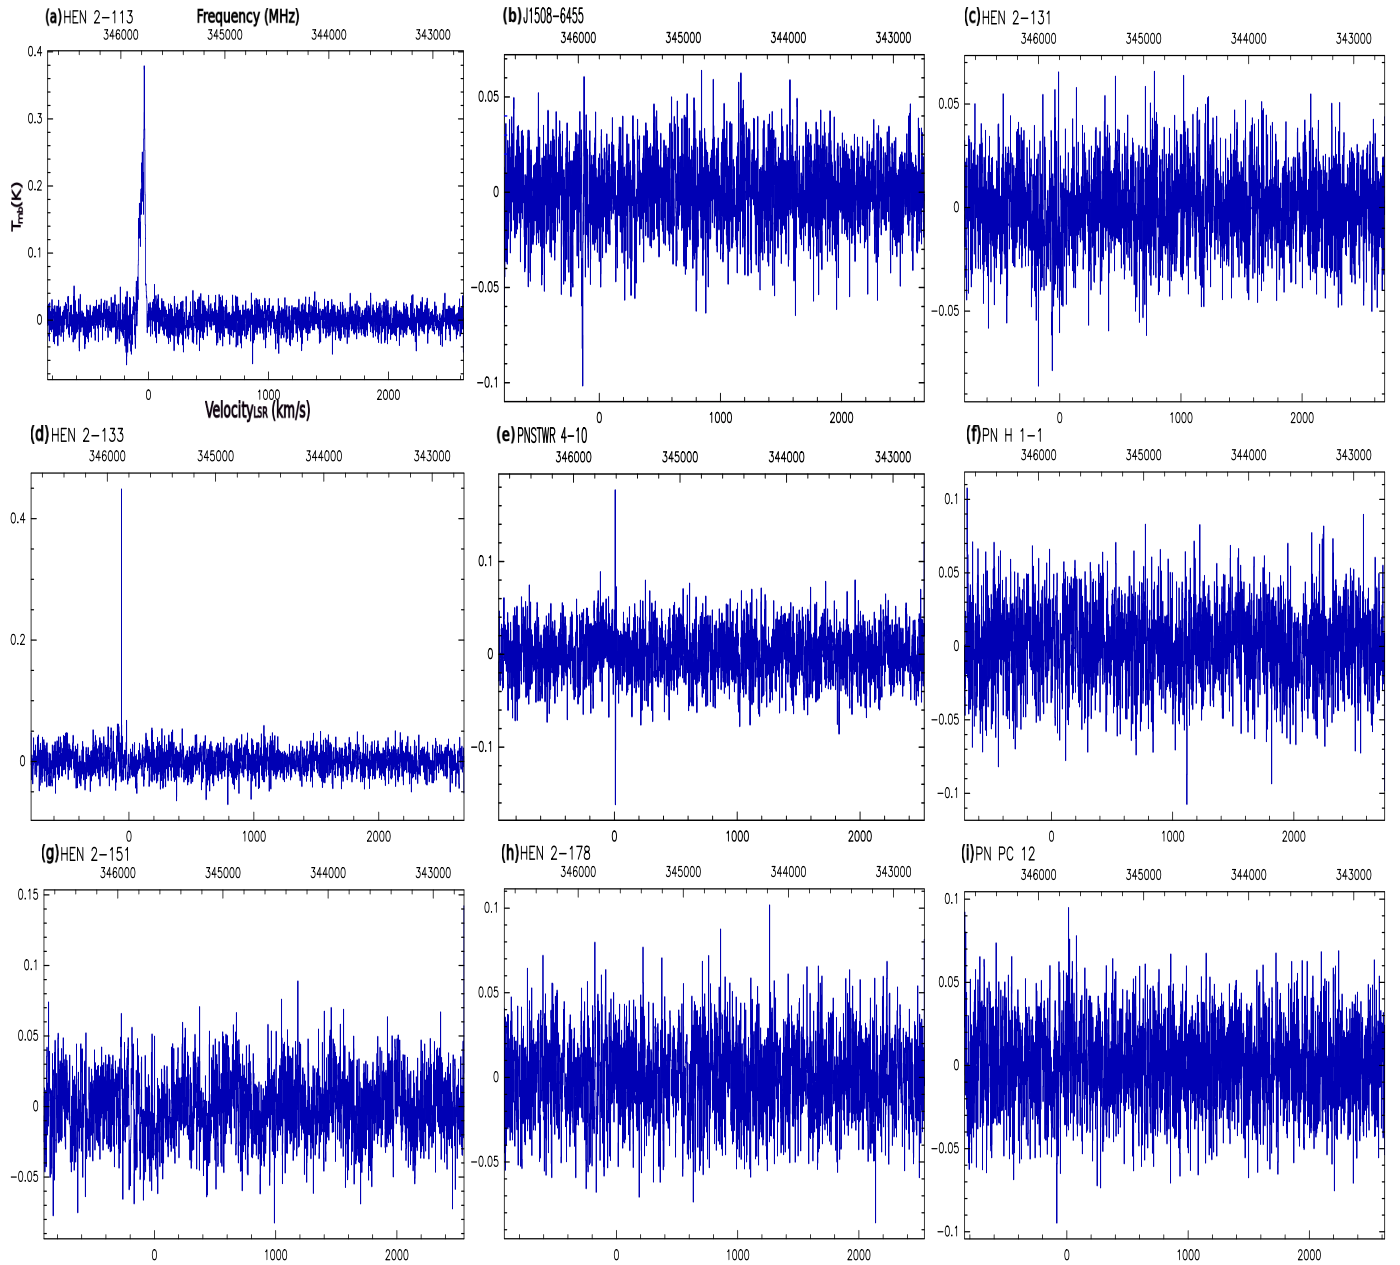 (a) HEN 2-113 Frequency (MHz)
346000 345000 344000 343000
0.4
0.3
0.2
0.1
0
Tmb(K)
0 1000 2000
VelocityLSR (km/s)
(b) J1508-6455
346000 345000 344000 343000
0.05
0
-0.05
-0.1
0 1000 2000
(c) HEN 2-131
346000 345000 344000 343000
0.05
0
-0.05
0 1000 2000
(d) HEN 2-133
346000 345000 344000 343000
0.4
0.2
0
0 1000 2000
(e) PNSTWR 4-10
346000 345000 344000 343000
0.1
0
-0.1
0 1000 2000
(f) PN H 1-1
346000 345000 344000 343000
0.1
0.05
0
-0.05
-0.1
0 1000 2000
(g) HEN 2-151
346000 345000 344000 343000
0.15
0.1
0.05
0
-0.05
0 1000 2000
(h) HEN 2-178
346000 345000 344000 343000
0.1
0.05
0
-0.05
0 1000 2000
(i) PN PC 12
346000 345000 344000 343000
0.1
0.05
0
-0.05
-0.1
0 1000 2000